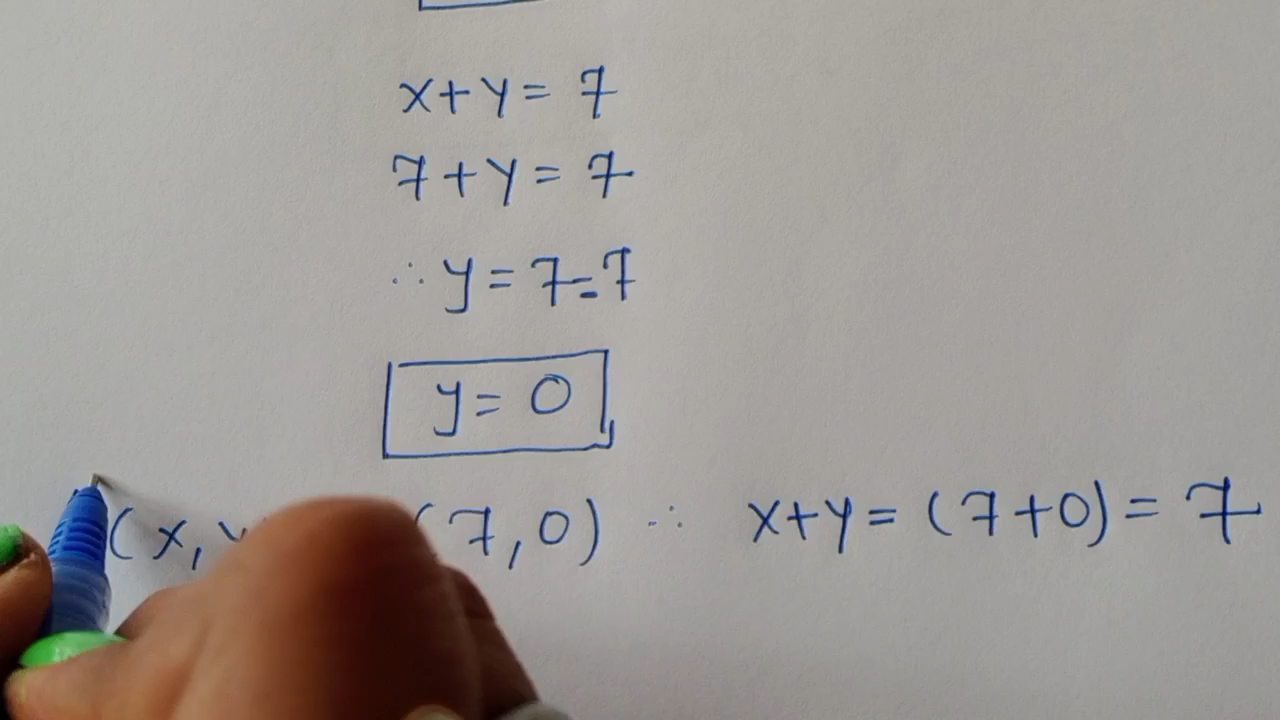 x+y= 7
7+y= 7
∴ y = 7-7
y= 0
(x, y (7,0) ∴ x+y= (7+0)= 7